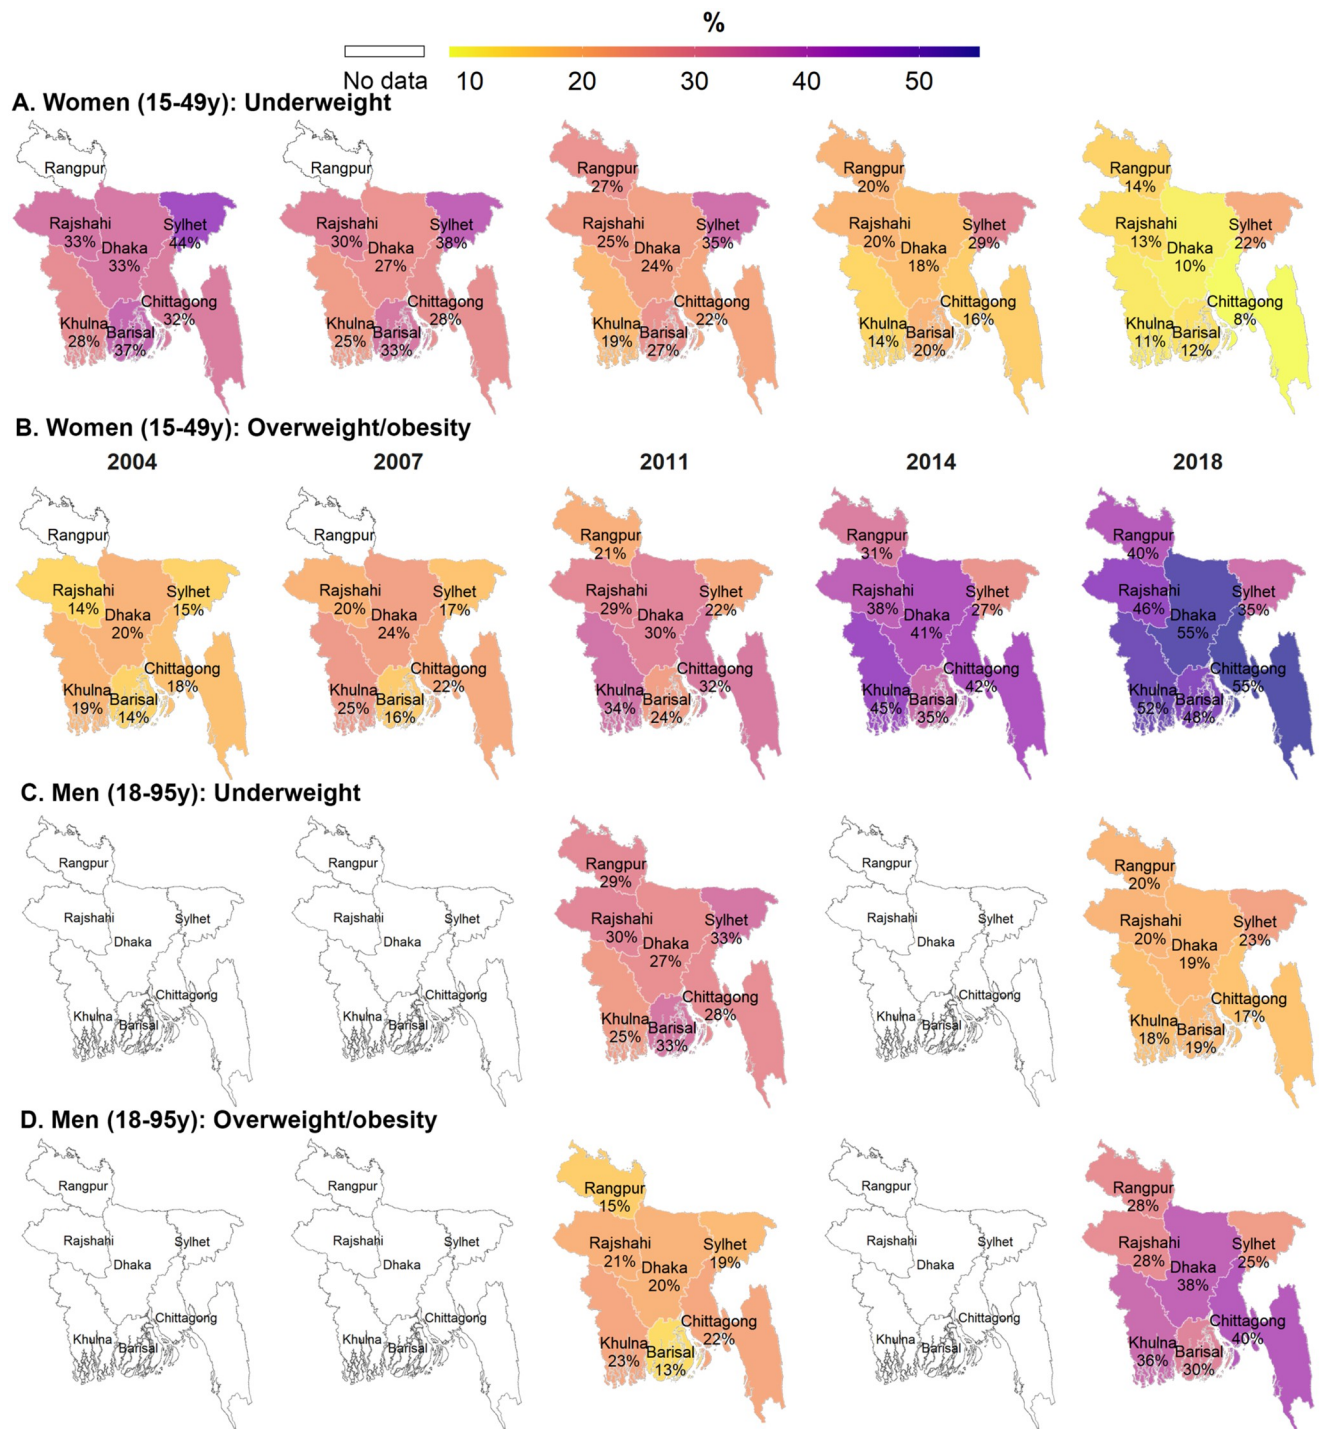 %
No data 10 20 30 40 50
A. Women (15-49y): Underweight
Rangpur
Rajshahi
33%
Dhaka
33%
Sylhet
44%
Chittagong
32%
Khulna
28%
Barisal
37%
Rangpur
Rajshahi
30%
Dhaka
27%
Sylhet
38%
Chittagong
28%
Khulna
25%
Barisal
33%
Rangpur
27%
Rajshahi
25%
Dhaka
24%
Sylhet
35%
Chittagong
22%
Khulna
19%
Barisal
27%
Rangpur
20%
Rajshahi
20%
Dhaka
18%
Sylhet
29%
Chittagong
16%
Khulna
14%
Barisal
20%
Rangpur
14%
Rajshahi
13%
Dhaka
10%
Sylhet
22%
Chittagong
8%
Khulna
11%
Barisal
12%
B. Women (15-49y): Overweight/obesity
2004 2007 2011 2014 2018
Rangpur
Rajshahi
14%
Dhaka
20%
Sylhet
15%
Chittagong
18%
Khulna
19%
Barisal
14%
Rangpur
Rajshahi
20%
Dhaka
24%
Sylhet
17%
Chittagong
22%
Khulna
25%
Barisal
16%
Rangpur
21%
Rajshahi
29%
Dhaka
30%
Sylhet
22%
Chittagong
32%
Khulna
34%
Barisal
24%
Rangpur
31%
Rajshahi
38%
Dhaka
41%
Sylhet
27%
Chittagong
42%
Khulna
45%
Barisal
35%
Rangpur
40%
Rajshahi
46%
Dhaka
55%
Sylhet
35%
Chittagong
55%
Khulna
52%
Barisal
48%
C. Men (18-95y): Underweight
Rangpur
Rajshahi
Dhaka
Sylhet
Chittagong
Khulna
Barisal
Rangpur
Rajshahi
Dhaka
Sylhet
Chittagong
Khulna
Barisal
Rangpur
29%
Rajshahi
30%
Dhaka
27%
Sylhet
33%
Chittagong
28%
Khulna
25%
Barisal
33%
Rangpur
Rajshahi
Dhaka
Sylhet
Chittagong
Khulna
Barisal
Rangpur
20%
Rajshahi
20%
Dhaka
19%
Sylhet
23%
Chittagong
17%
Khulna
18%
Barisal
19%
D. Men (18-95y): Overweight/obesity
Rangpur
Rajshahi
Dhaka
Sylhet
Chittagong
Khulna
Barisal
Rangpur
Rajshahi
Dhaka
Sylhet
Chittagong
Khulna
Barisal
Rangpur
15%
Rajshahi
21%
Dhaka
20%
Sylhet
19%
Chittagong
22%
Khulna
23%
Barisal
13%
Rangpur
Rajshahi
Dhaka
Sylhet
Chittagong
Khulna
Barisal
Rangpur
28%
Rajshahi
28%
Dhaka
38%
Sylhet
25%
Chittagong
40%
Khulna
36%
Barisal
30%